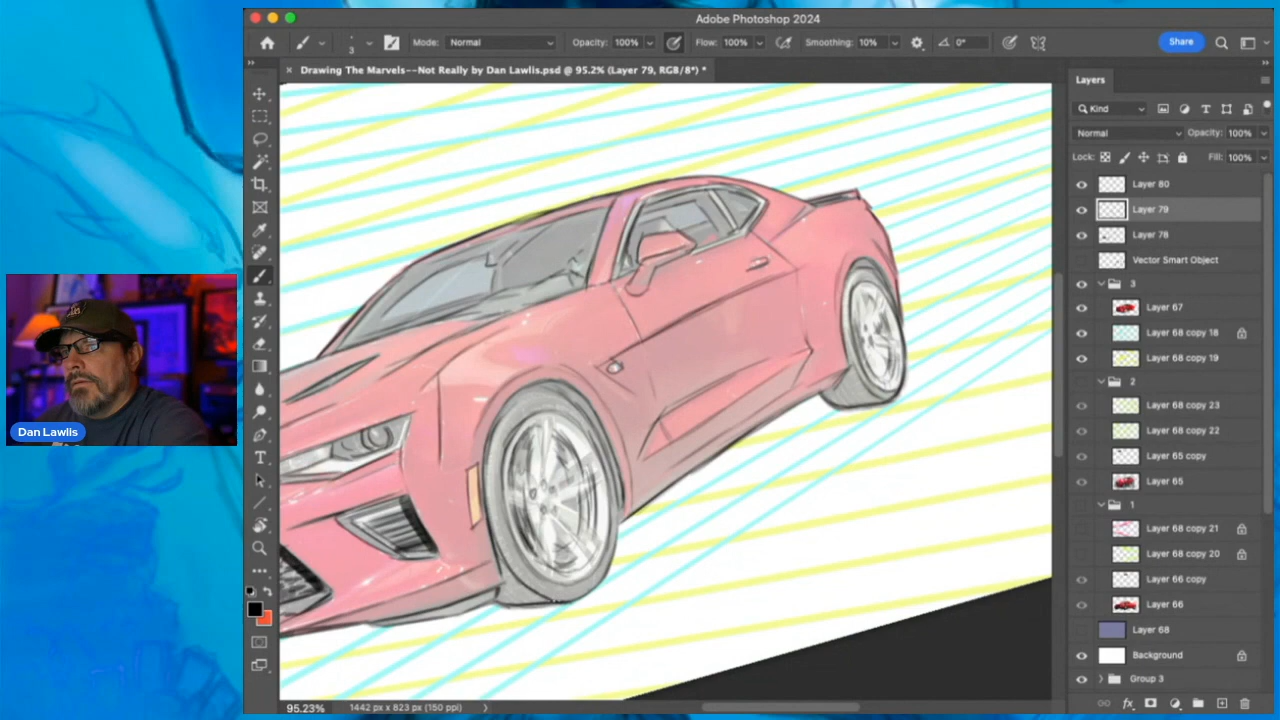 Adobe Photoshop 2024
3
Mode: Normal
Opacity: 100%
Flow: 100%
Smoothing: 10%
0°
Share
× Drawing The Marvels--Not Really by Dan Lawlis.psd @ 95.2% (Layer 79, RGB/8*) *
Layers
Kind
Normal
Opacity: 100%
Lock:
Fill: 100%
Layer 80
Layer 79
Layer 78
Vector Smart Object
3
Layer 67
Layer 68 copy 18
Layer 68 copy 19
2
Layer 68 copy 23
Layer 68 copy 22
Layer 65 copy
Layer 65
1
Layer 68 copy 21
Layer 68 copy 20
Layer 66 copy
Layer 66
Layer 68
Background
Group 3
Dan Lawlis
95.23%
1442 px x 823 px (150 ppi)